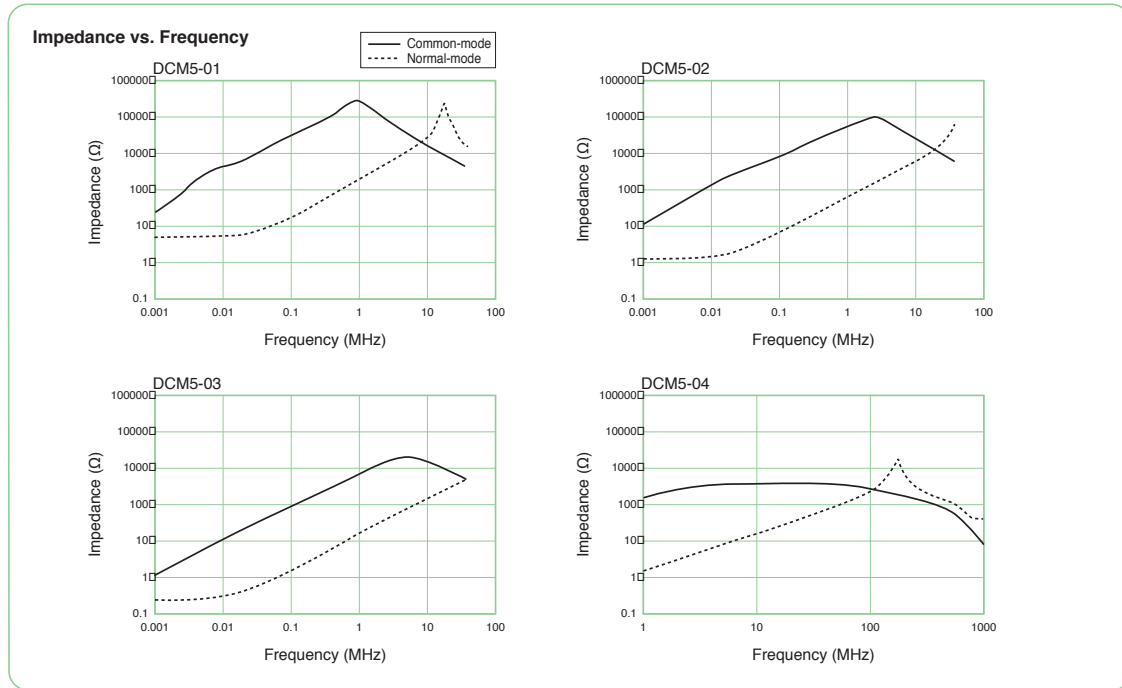 Impedance vs. Frequency
Common-mode
Normal-mode
DCM5-01
100000
10000
1000
100
10
1
0.1
Impedance (Ω)
0.001 0.01 0.1 1 10 100
Frequency (MHz)
DCM5-02
100000
10000
1000
100
10
1
0.1
Impedance (Ω)
0.001 0.01 0.1 1 10 100
Frequency (MHz)
DCM5-03
100000
10000
1000
100
10
1
0.1
Impedance (Ω)
0.001 0.01 0.1 1 10 100
Frequency (MHz)
DCM5-04
100000
10000
1000
100
10
1
0.1
Impedance (Ω)
1 10 100 1000
Frequency (MHz)